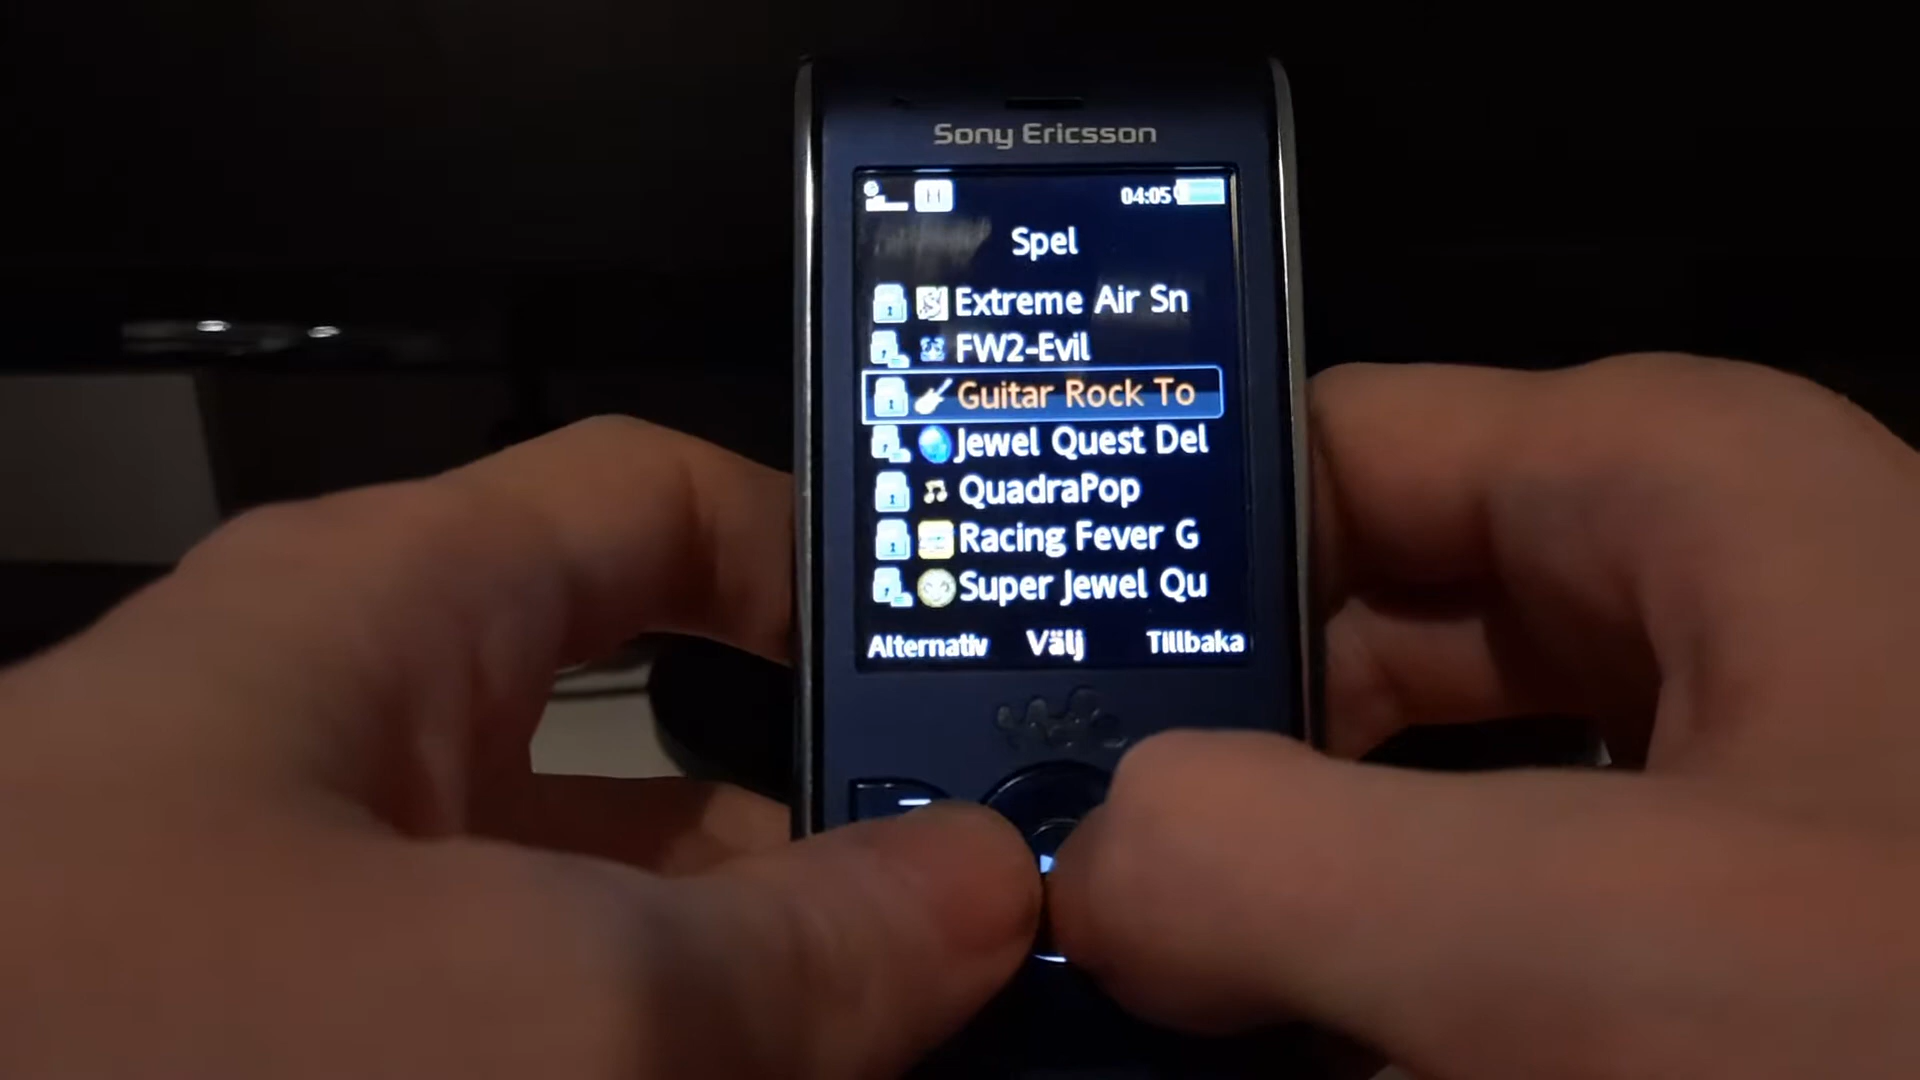 Sony Ericsson
04:05
Spel
Extreme Air Sn
FW2-Evil
Guitar Rock To
Jewel Quest Del
QuadraPop
Racing Fever G
Super Jewel Qu
Alternativ Välj Tillbaka